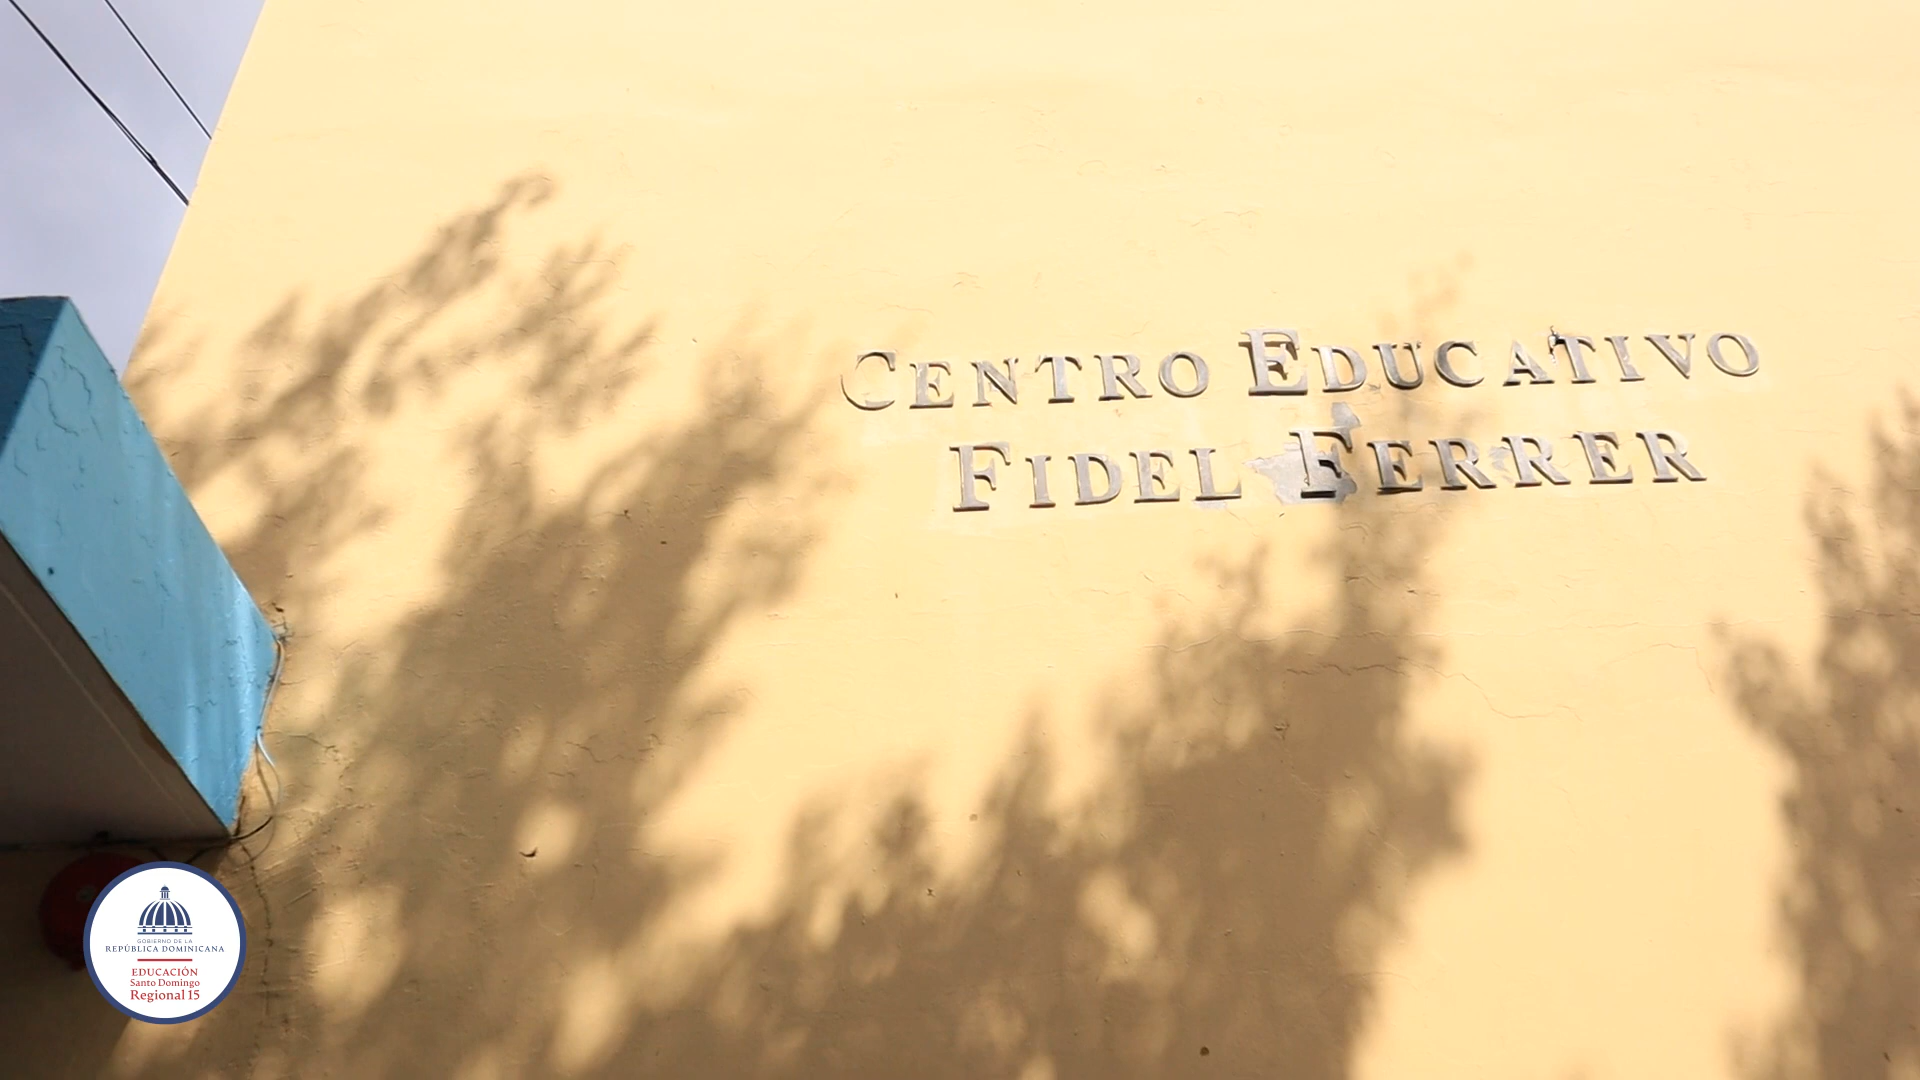 CENTRO EDUCATIVO
FIDEL FERRER
GOBIERNO DE LA
REPÚBLICA DOMINICANA
EDUCACIÓN
Santo Domingo
Regional 15